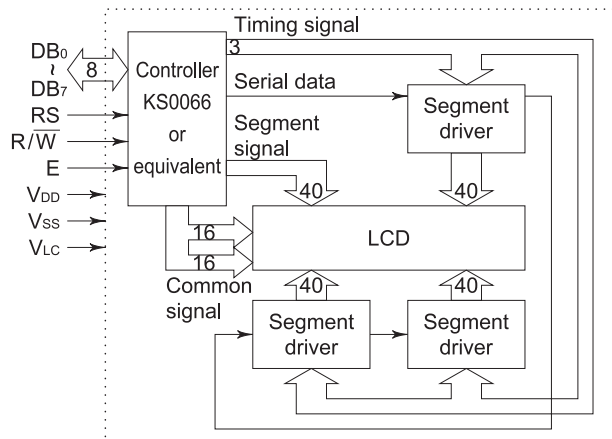 Timing signal
3
DB0
~
DB7
8
Controller
KS0066
or
equivalent
Serial data
Segment
signal
Segment
driver
RS
R/W̅
E
VDD
VSS
VLC
40
40
16
16
LCD
Common
signal
40
40
Segment
driver
Segment
driver